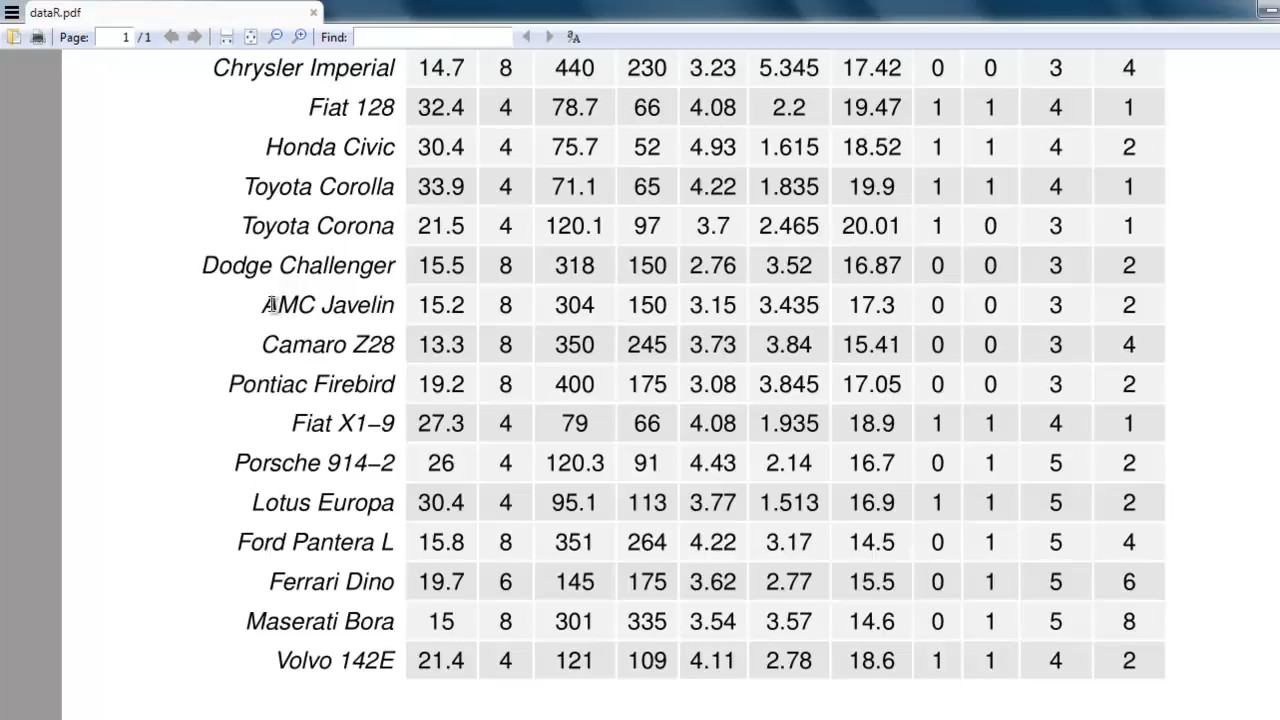 dataR.pdf
Page: 1 / 1 Find:
Chrysler Imperial 14.7 8 440 230 3.23 5.345 17.42 0 0 3 4
Fiat 128 32.4 4 78.7 66 4.08 2.2 19.47 1 1 4 1
Honda Civic 30.4 4 75.7 52 4.93 1.615 18.52 1 1 4 2
Toyota Corolla 33.9 4 71.1 65 4.22 1.835 19.9 1 1 4 1
Toyota Corona 21.5 4 120.1 97 3.7 2.465 20.01 1 0 3 1
Dodge Challenger 15.5 8 318 150 2.76 3.52 16.87 0 0 3 2
AMC Javelin 15.2 8 304 150 3.15 3.435 17.3 0 0 3 2
Camaro Z28 13.3 8 350 245 3.73 3.84 15.41 0 0 3 4
Pontiac Firebird 19.2 8 400 175 3.08 3.845 17.05 0 0 3 2
Fiat X1−9 27.3 4 79 66 4.08 1.935 18.9 1 1 4 1
Porsche 914−2 26 4 120.3 91 4.43 2.14 16.7 0 1 5 2
Lotus Europa 30.4 4 95.1 113 3.77 1.513 16.9 1 1 5 2
Ford Pantera L 15.8 8 351 264 4.22 3.17 14.5 0 1 5 4
Ferrari Dino 19.7 6 145 175 3.62 2.77 15.5 0 1 5 6
Maserati Bora 15 8 301 335 3.54 3.57 14.6 0 1 5 8
Volvo 142E 21.4 4 121 109 4.11 2.78 18.6 1 1 4 2